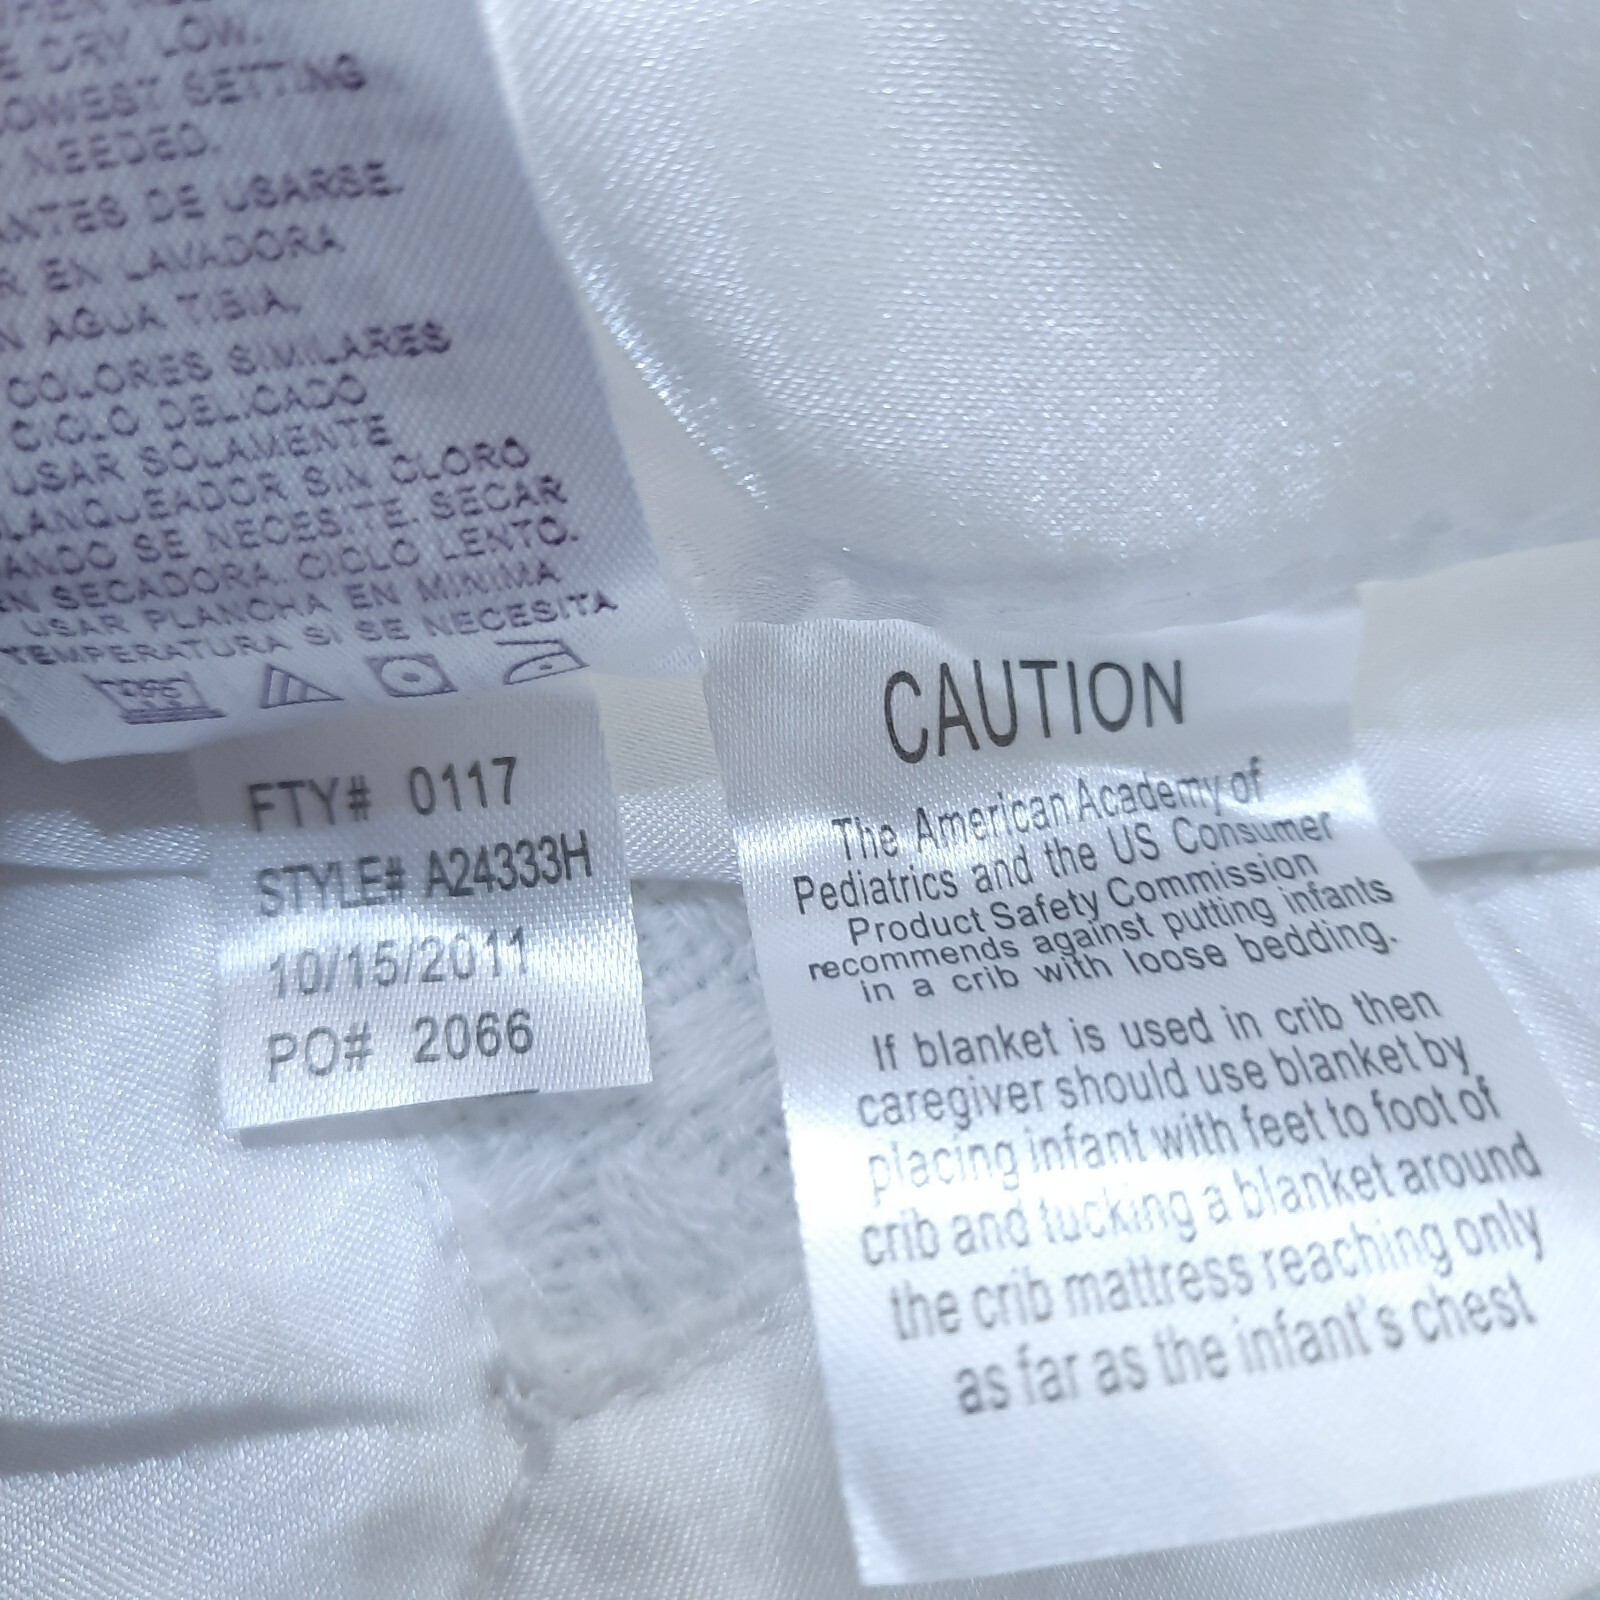 DRY LOW.
LOWEST SETTING
NEEDED.
ANTES DE USARSE.
EN LAVADORA
AGUA TIBIA,
COLORES SIMILARES
CICLO DELICADO
USAR SOLAMENTE
BLANQUEADOR SIN CLORO
SE NECESITE. SECAR
EN SECADORA. CICLO LENTO.
USAR PLANCHA EN MINIMA
TEMPERATURA SI SE NECESITA
FTY# 0117
STYLE# A24333H
10/15/2011
PO# 2066
CAUTION
The American Academy of
Pediatrics and the US Consumer
Product Safety Commission
recommends against putting infants
in a crib with loose bedding.
If blanket is used in crib then
caregiver should use blanket by
placing infant with feet to foot of
crib and tucking a blanket around
the crib mattress reaching only
as far as the infant's chest